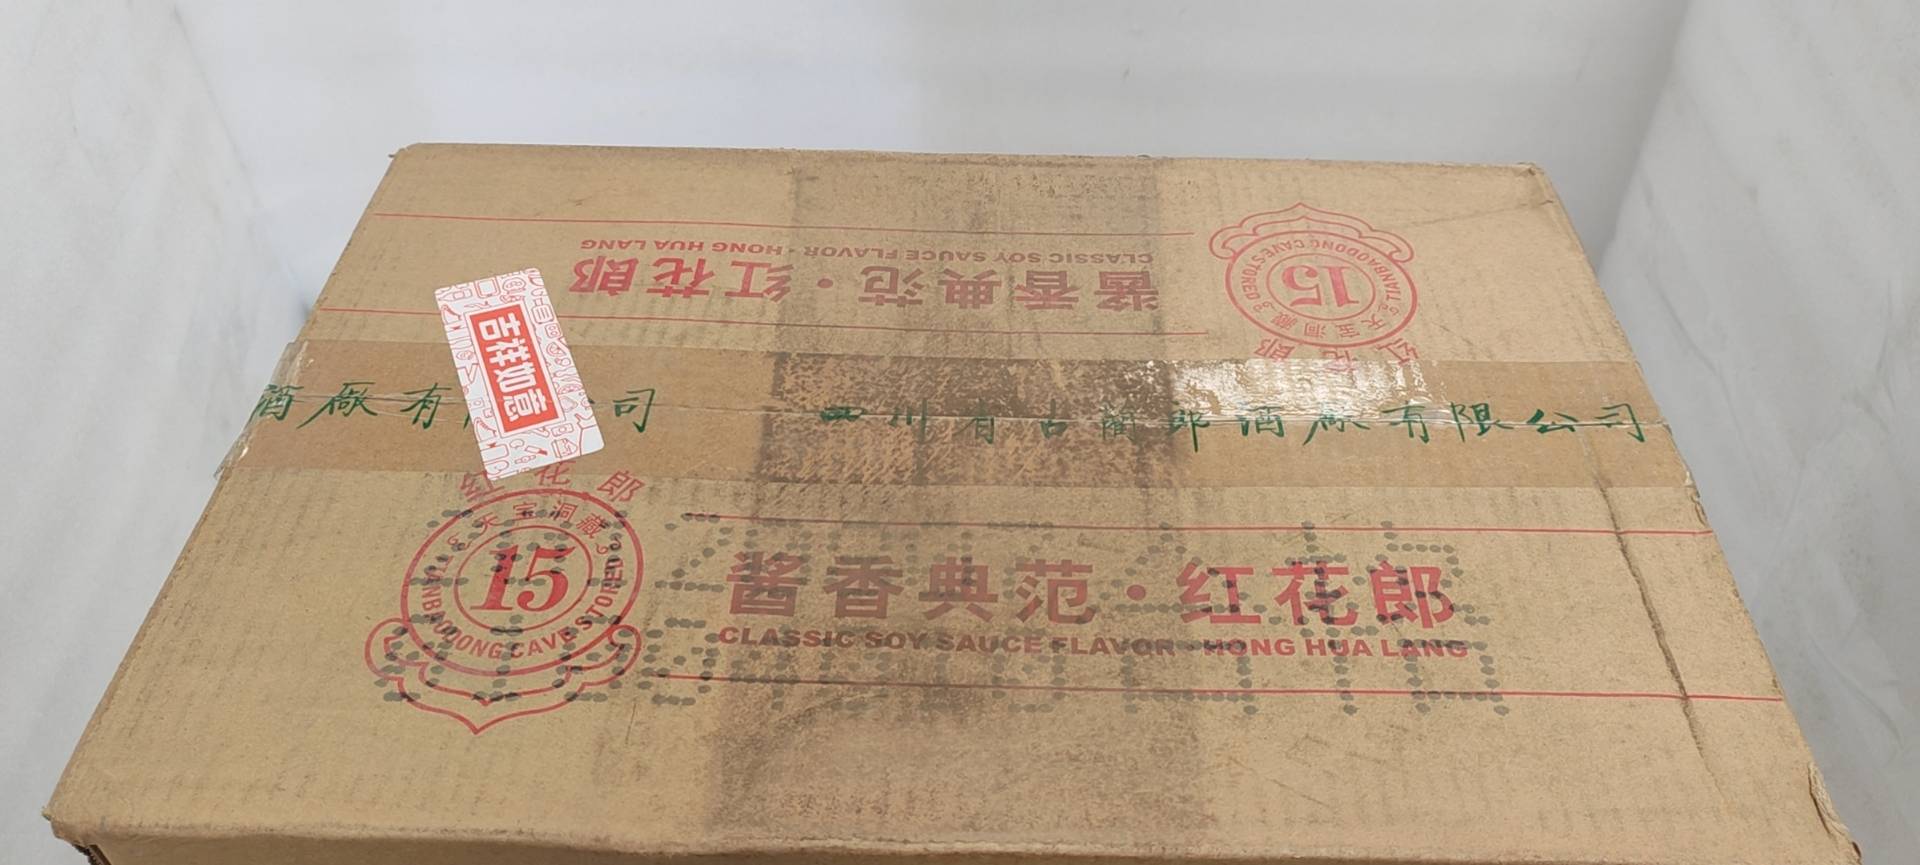 CLASSIC SOY SAUCE FLAVOR·HONG HUA LANG
酱香典范·红花郎
15
TIANBAODONG CAVE STORED
天宝洞藏
红花郎
吉祥如意
酒厂有
司
四川省古蔺郎酒厂有限公司
红花郎
天宝洞藏
15
TIANBAODONG CAVE STORED
酱香典范·红花郎
CLASSIC SOY SAUCE FLAVOR·HONG HUA LANG